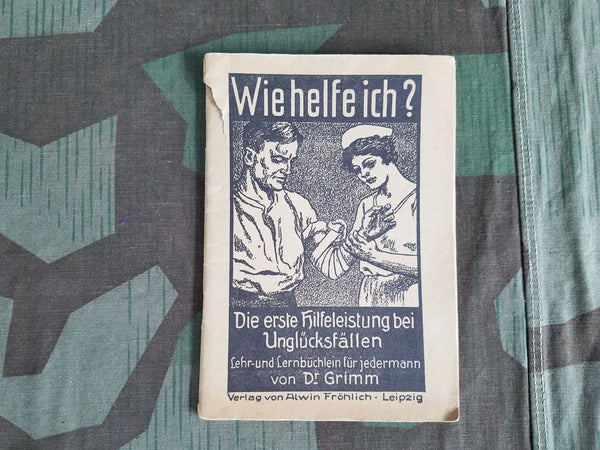 Wie helfe ich?
Die erste Hilfeleistung bei
Unglücksfällen
Lehr- und Lernbüchlein für jedermann
von Dr Grimm
Verlag von Alwin Fröhlich · Leipzig